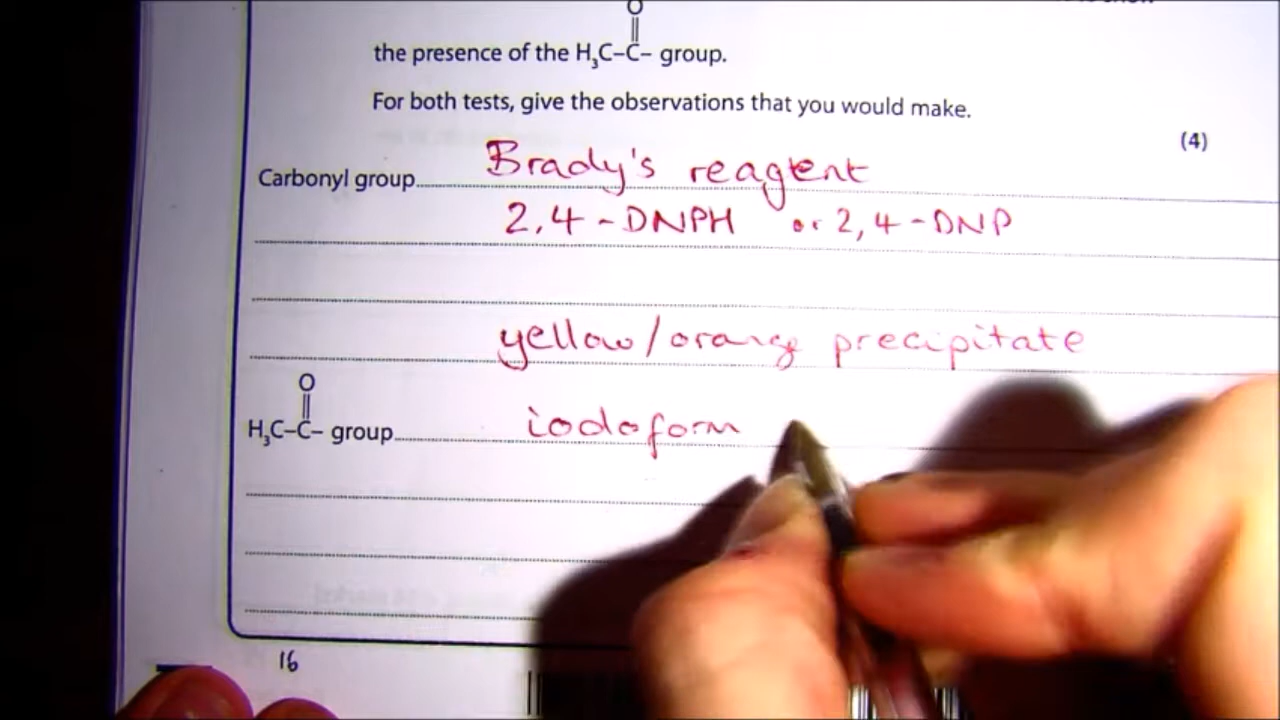 O
the presence of the H₃C–C– group.
For both tests, give the observations that you would make.
(4)
Carbonyl group Brady's reagent
2,4-DNPH or 2,4-DNP
yellow/orange precipitate
O
H₃C–C– group iodoform
16